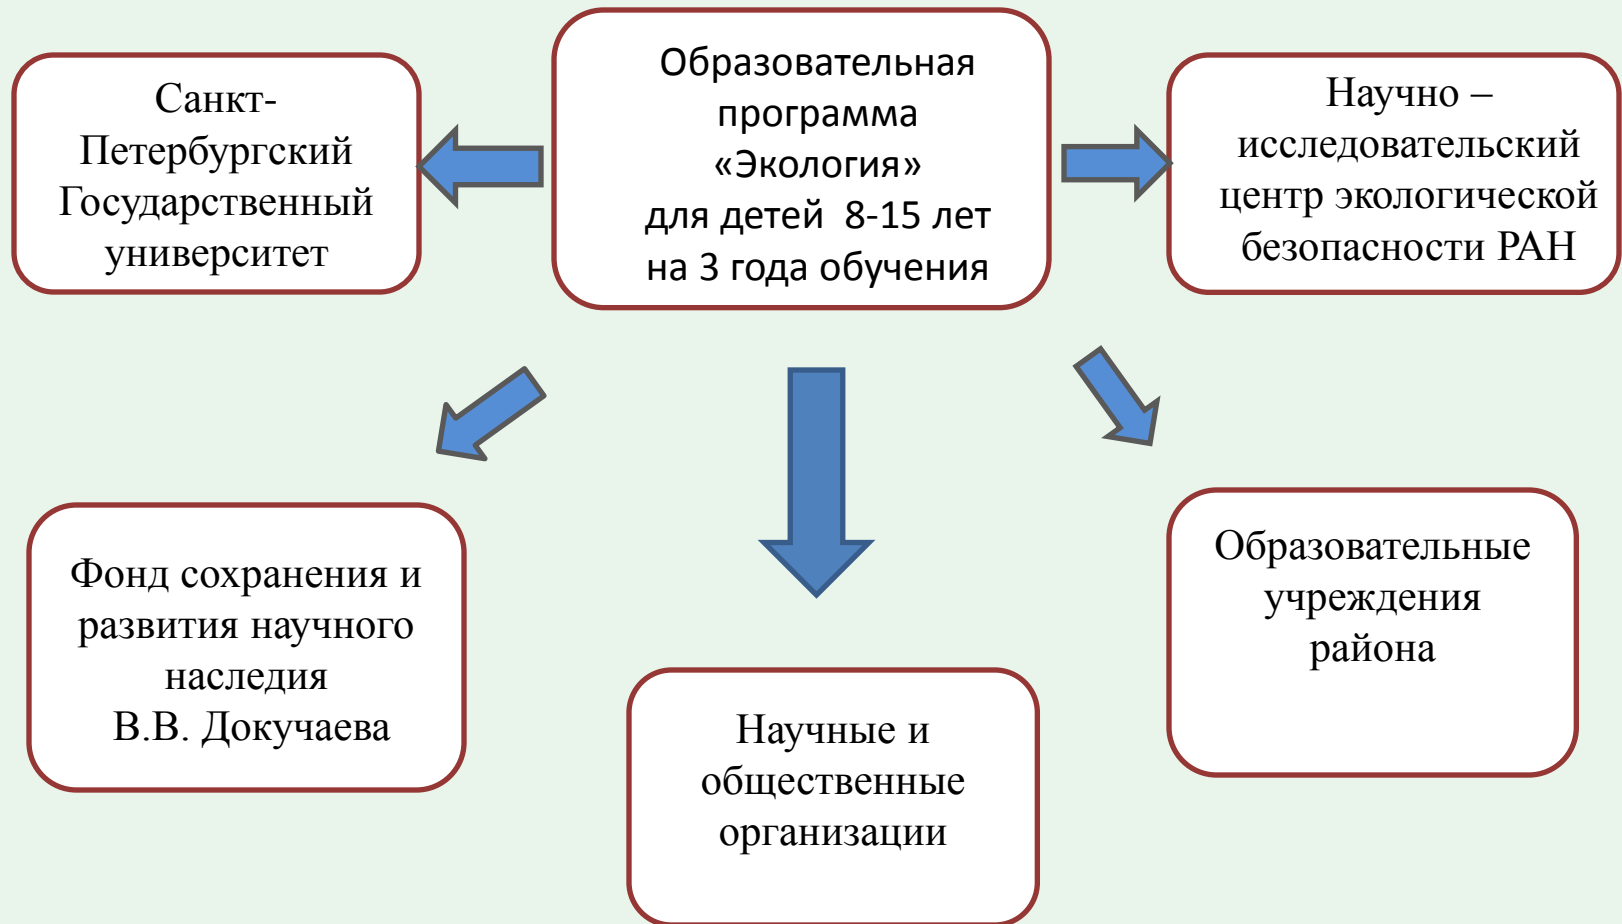 Санкт-
Петербургский
Государственный
университет
Образовательная
программа
«Экология»
для детей 8-15 лет
на 3 года обучения
Научно –
исследовательский
центр экологической
безопасности РАН
Фонд сохранения и
развития научного
наследия
В.В. Докучаева
Научные и
общественные
организации
Образовательные
учреждения
района